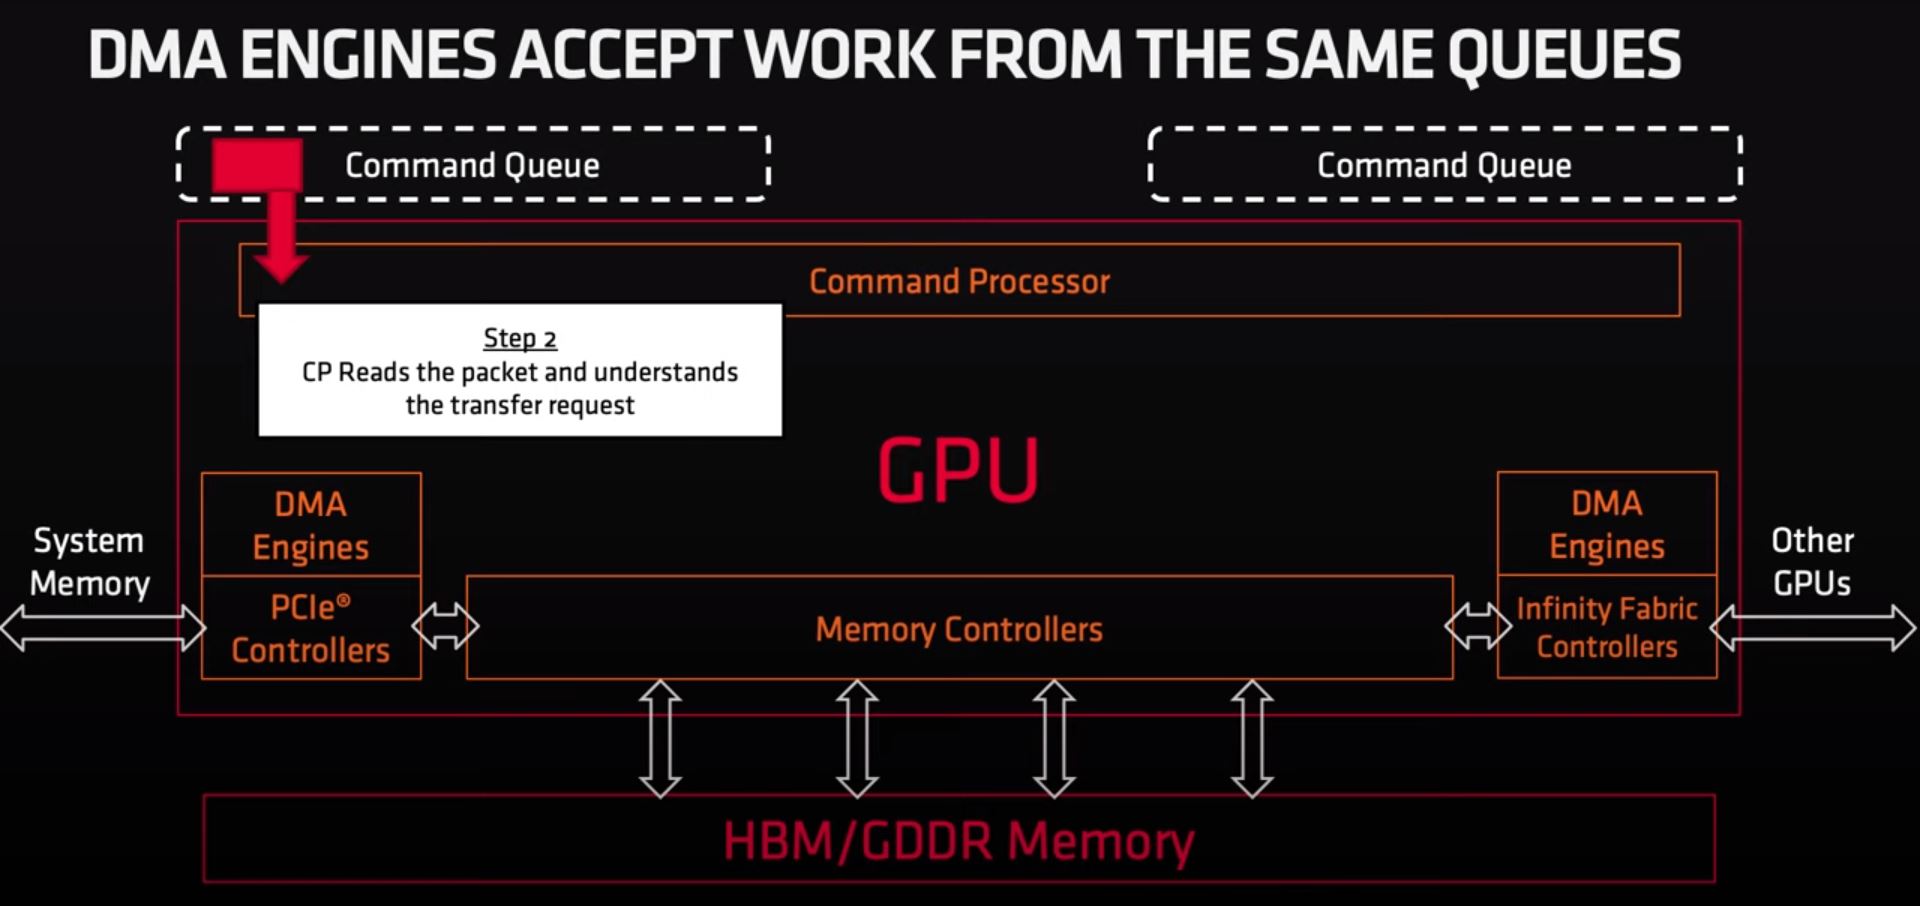 DMA ENGINES ACCEPT WORK FROM THE SAME QUEUES
Command Queue
Command Queue
Command Processor
Step 2
CP Reads the packet and understands
the transfer request
GPU
System
Memory
DMA
Engines
PCIe®
Controllers
Memory Controllers
DMA
Engines
Infinity Fabric
Controllers
Other
GPUs
HBM/GDDR Memory